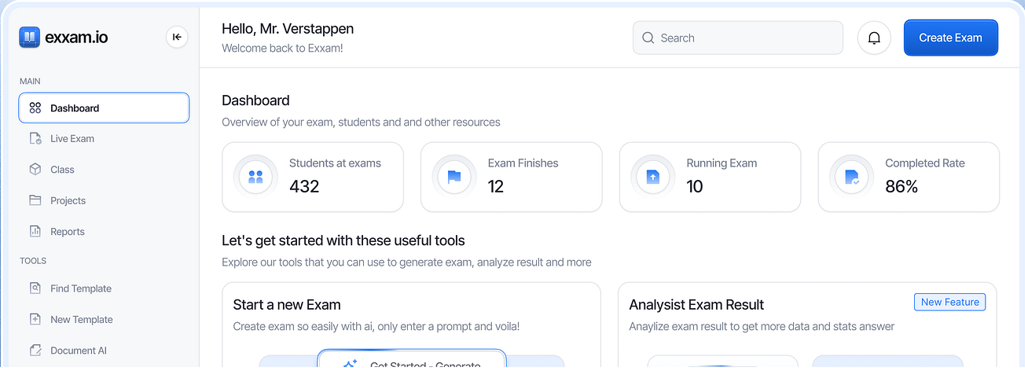 exxam.io
Hello, Mr. Verstappen
Welcome back to Exxam!
Search
Create Exam
MAIN
Dashboard
Live Exam
Class
Projects
Reports
TOOLS
Find Template
New Template
Document AI
Dashboard
Overview of your exam, students and and other resources
Students at exams
432
Exam Finishes
12
Running Exam
10
Completed Rate
86%
Let's get started with these useful tools
Explore our tools that you can use to generate exam, analyze result and more
Start a new Exam
Create exam so easily with ai, only enter a prompt and voila!
Get Started - Generate
Analysist Exam Result
New Feature
Anaylize exam result to get more data and stats answer